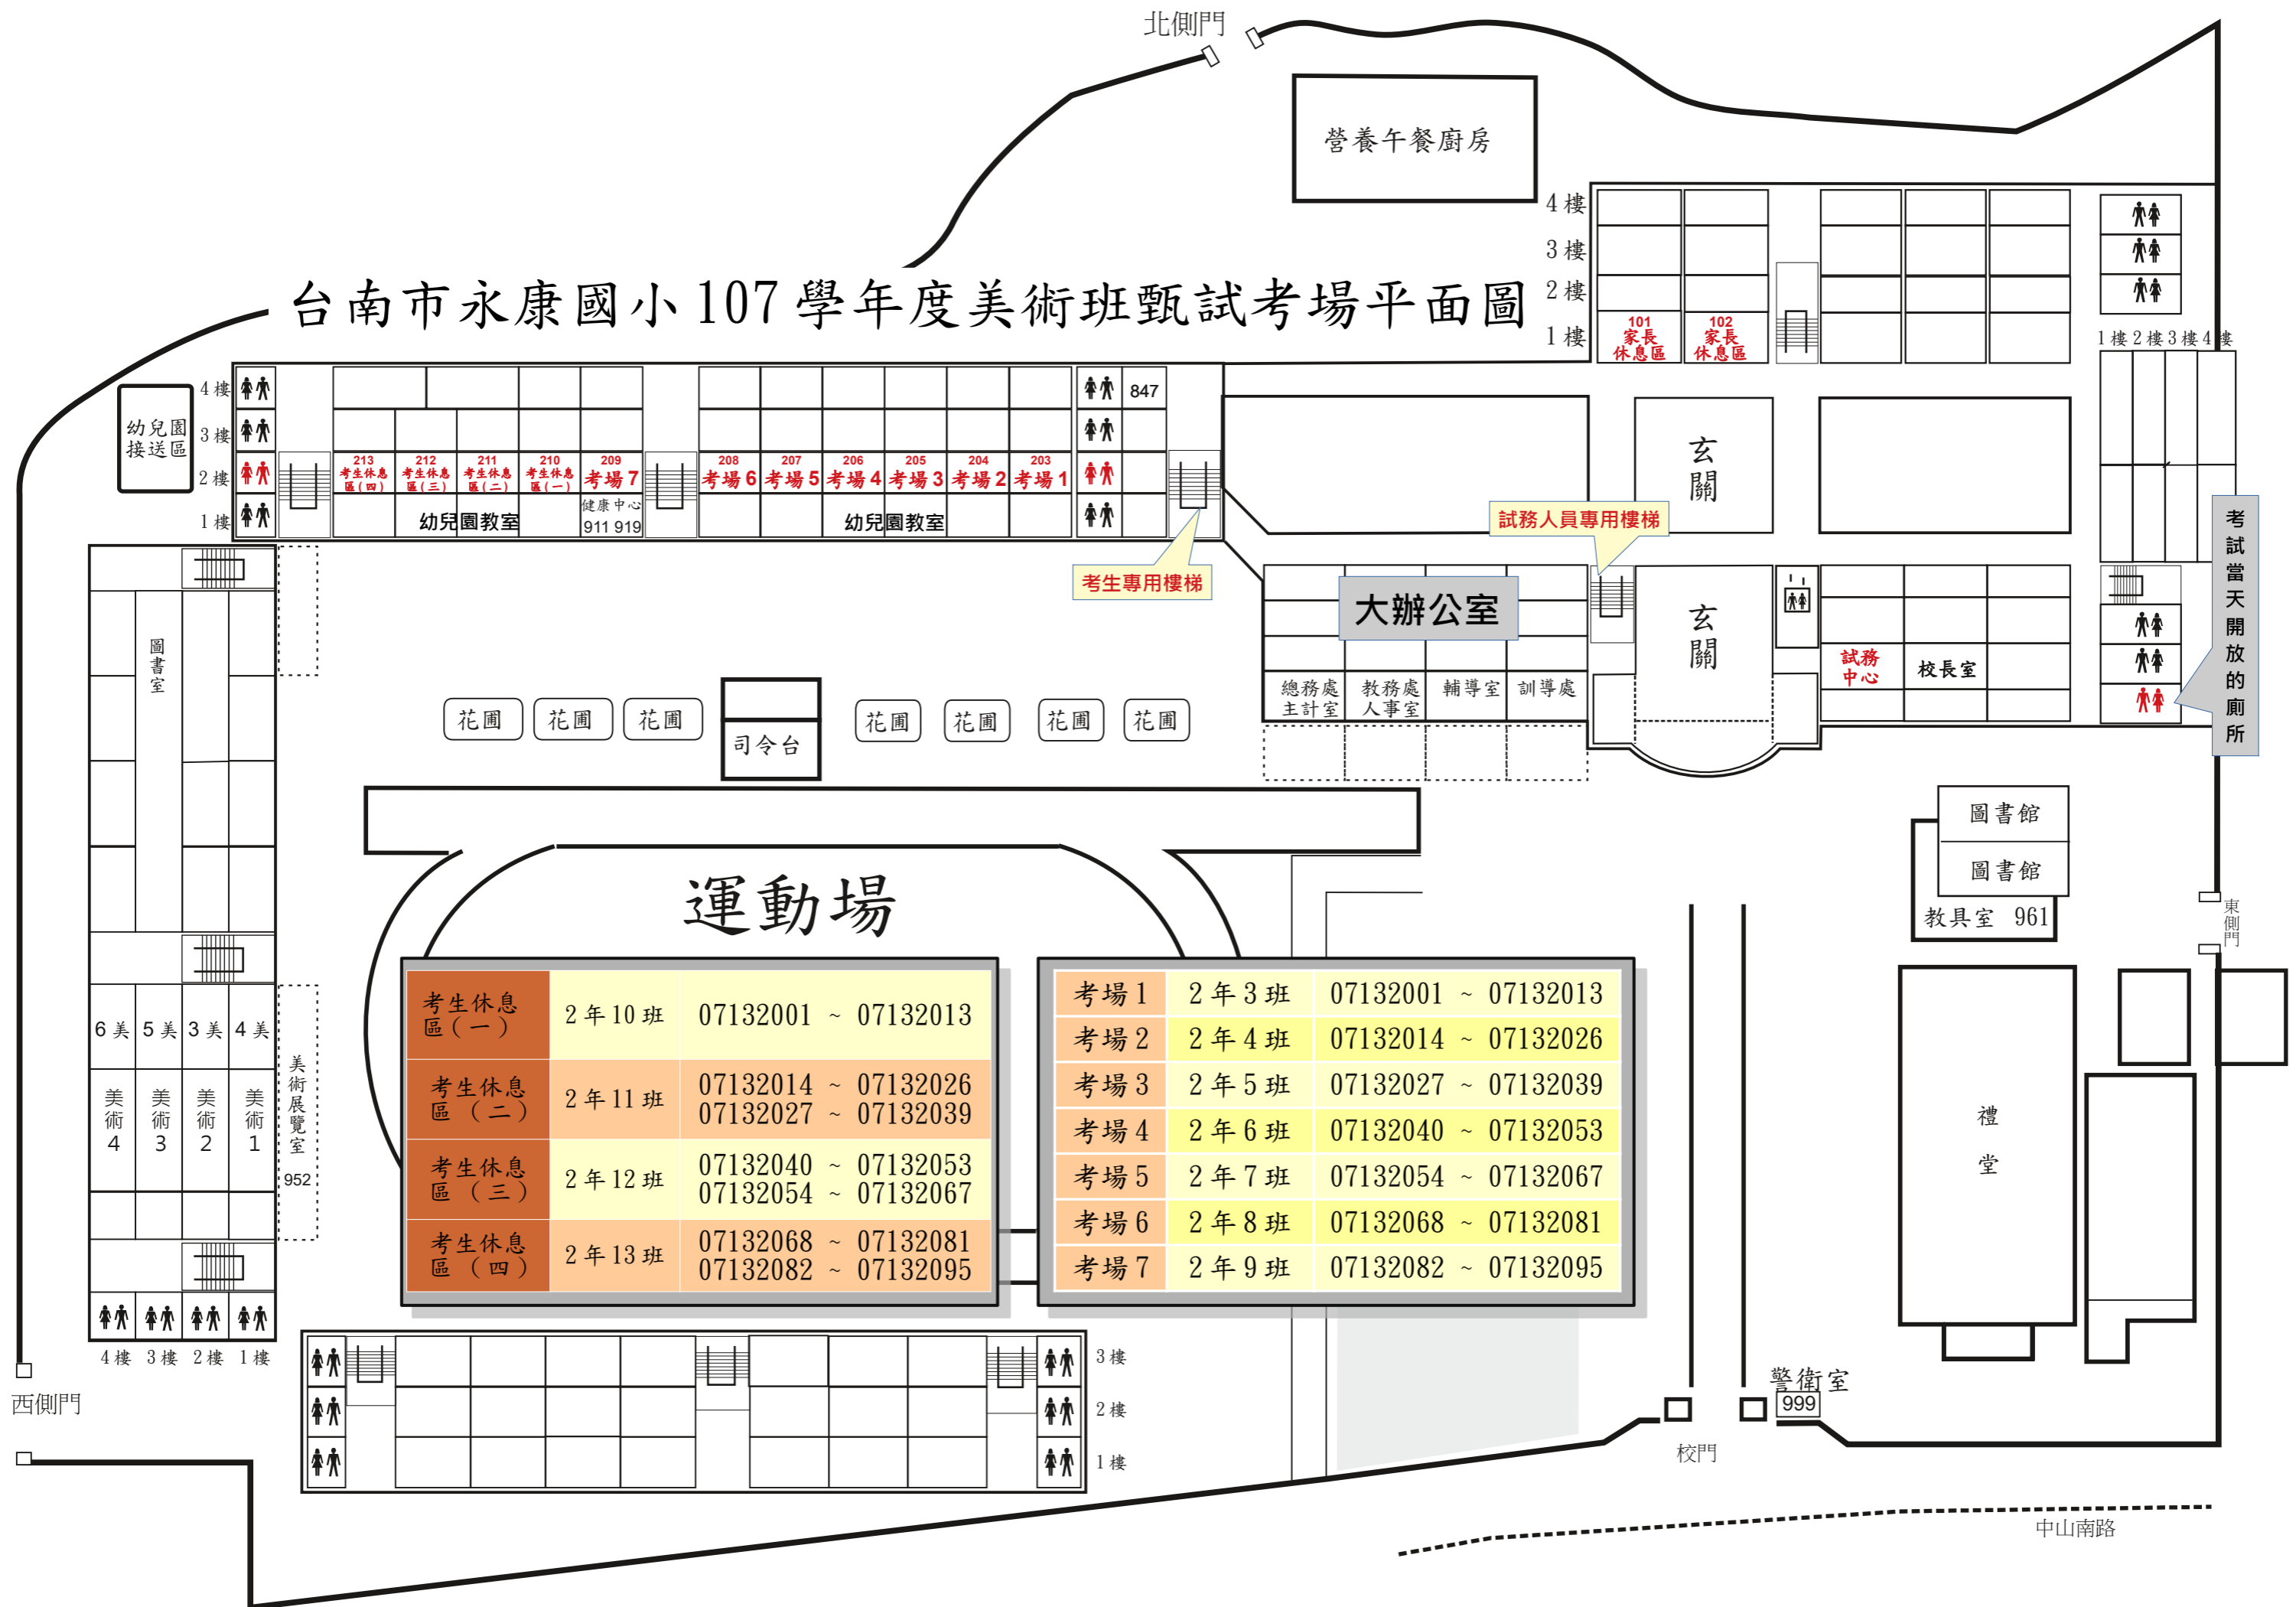 北側門
營養午餐廚房
台南市永康國小107學年度美術班甄試考場平面圖
4樓
3樓
2樓
1樓
101
家長
休息區
102
家長
休息區
1樓2樓3樓4樓
幼兒園
接送區
4樓
3樓
2樓
1樓
847
213
考生休息
區(四)
212
考生休息
區(三)
211
考生休息
區(二)
210
考生休息
區(一)
209
考場7
208
考場6
207
考場5
206
考場4
205
考場3
204
考場2
203
考場1
幼兒園教室
健康中心
911 919
幼兒園教室
考生專用樓梯
試務人員專用樓梯
玄關
玄關
大辦公室
總務處
主計室
教務處
人事室
輔導室
訓導處
試務
中心
校長室
考試當天開放的廁所
圖書室
花圃
花圃
花圃
司令台
花圃
花圃
花圃
花圃
運動場
圖書館
圖書館
教具室 961
東側門
6美
5美
3美
4美
美術4
美術3
美術2
美術1
美術展覽室
952
考生休息
區(一)
2年10班
07132001 ~ 07132013
考生休息
區(二)
2年11班
07132014 ~ 07132026
07132027 ~ 07132039
考生休息
區(三)
2年12班
07132040 ~ 07132053
07132054 ~ 07132067
考生休息
區(四)
2年13班
07132068 ~ 07132081
07132082 ~ 07132095
考場1 2年3班 07132001 ~ 07132013
考場2 2年4班 07132014 ~ 07132026
考場3 2年5班 07132027 ~ 07132039
考場4 2年6班 07132040 ~ 07132053
考場5 2年7班 07132054 ~ 07132067
考場6 2年8班 07132068 ~ 07132081
考場7 2年9班 07132082 ~ 07132095
禮堂
4樓 3樓 2樓 1樓
西側門
3樓
2樓
1樓
警衛室
999
校門
中山南路